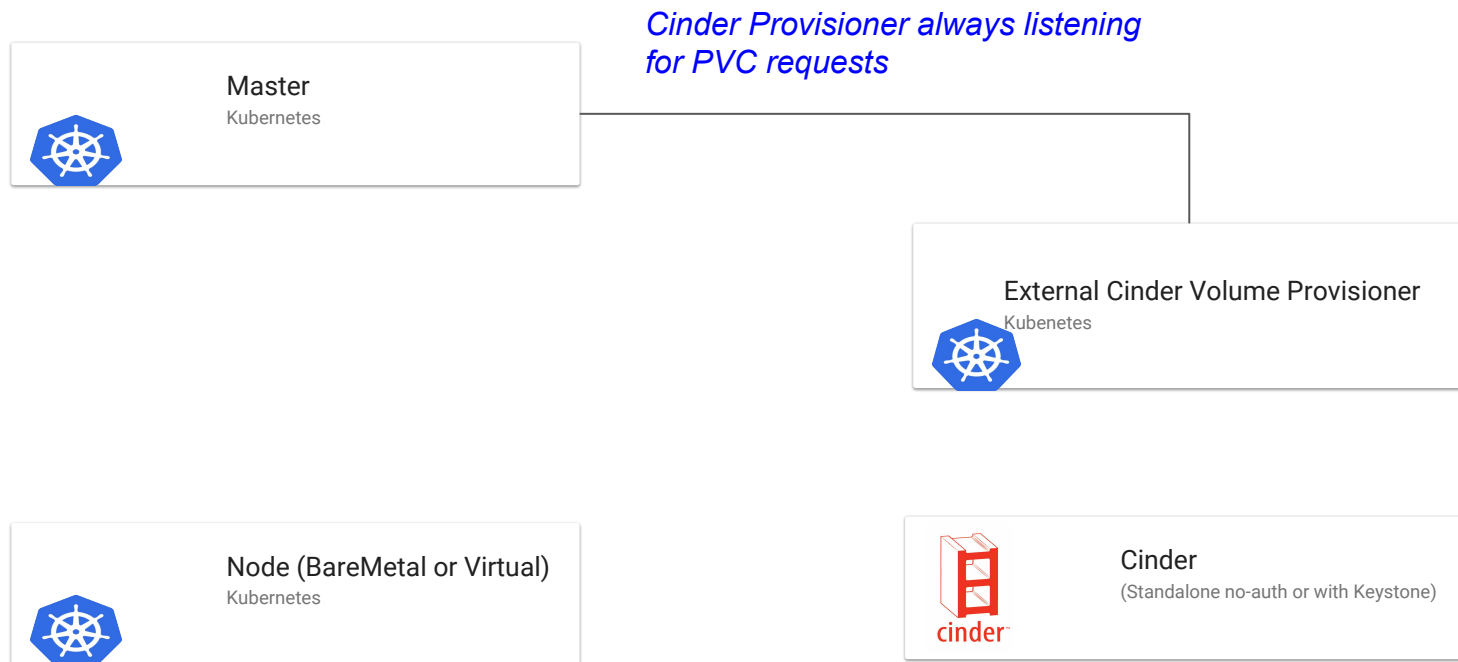 Cinder Provisioner always listening
for PVC requests
Master
Kubernetes
External Cinder Volume Provisioner
Kubenetes
Node (BareMetal or Virtual)
Kubernetes
Cinder
(Standalone no-auth or with Keystone)
cinder